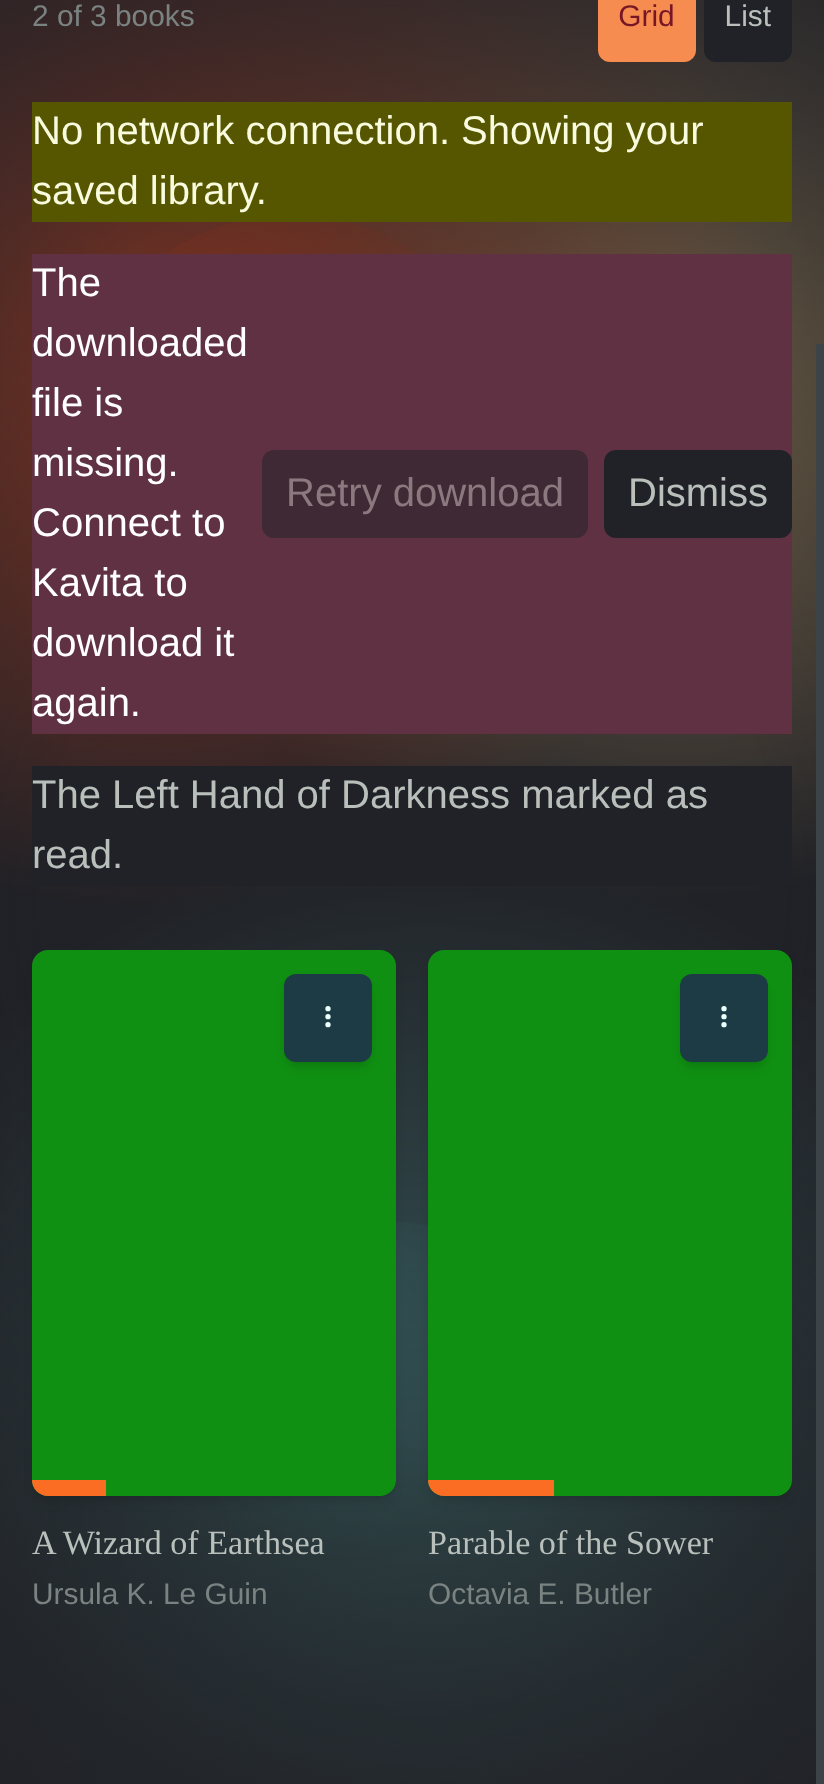 2 of 3 books
Grid
List
No network connection. Showing your
saved library.
The
downloaded
file is
missing.
Connect to
Kavita to
download it
again.
Retry download
Dismiss
The Left Hand of Darkness marked as
read.
A Wizard of Earthsea
Ursula K. Le Guin
Parable of the Sower
Octavia E. Butler